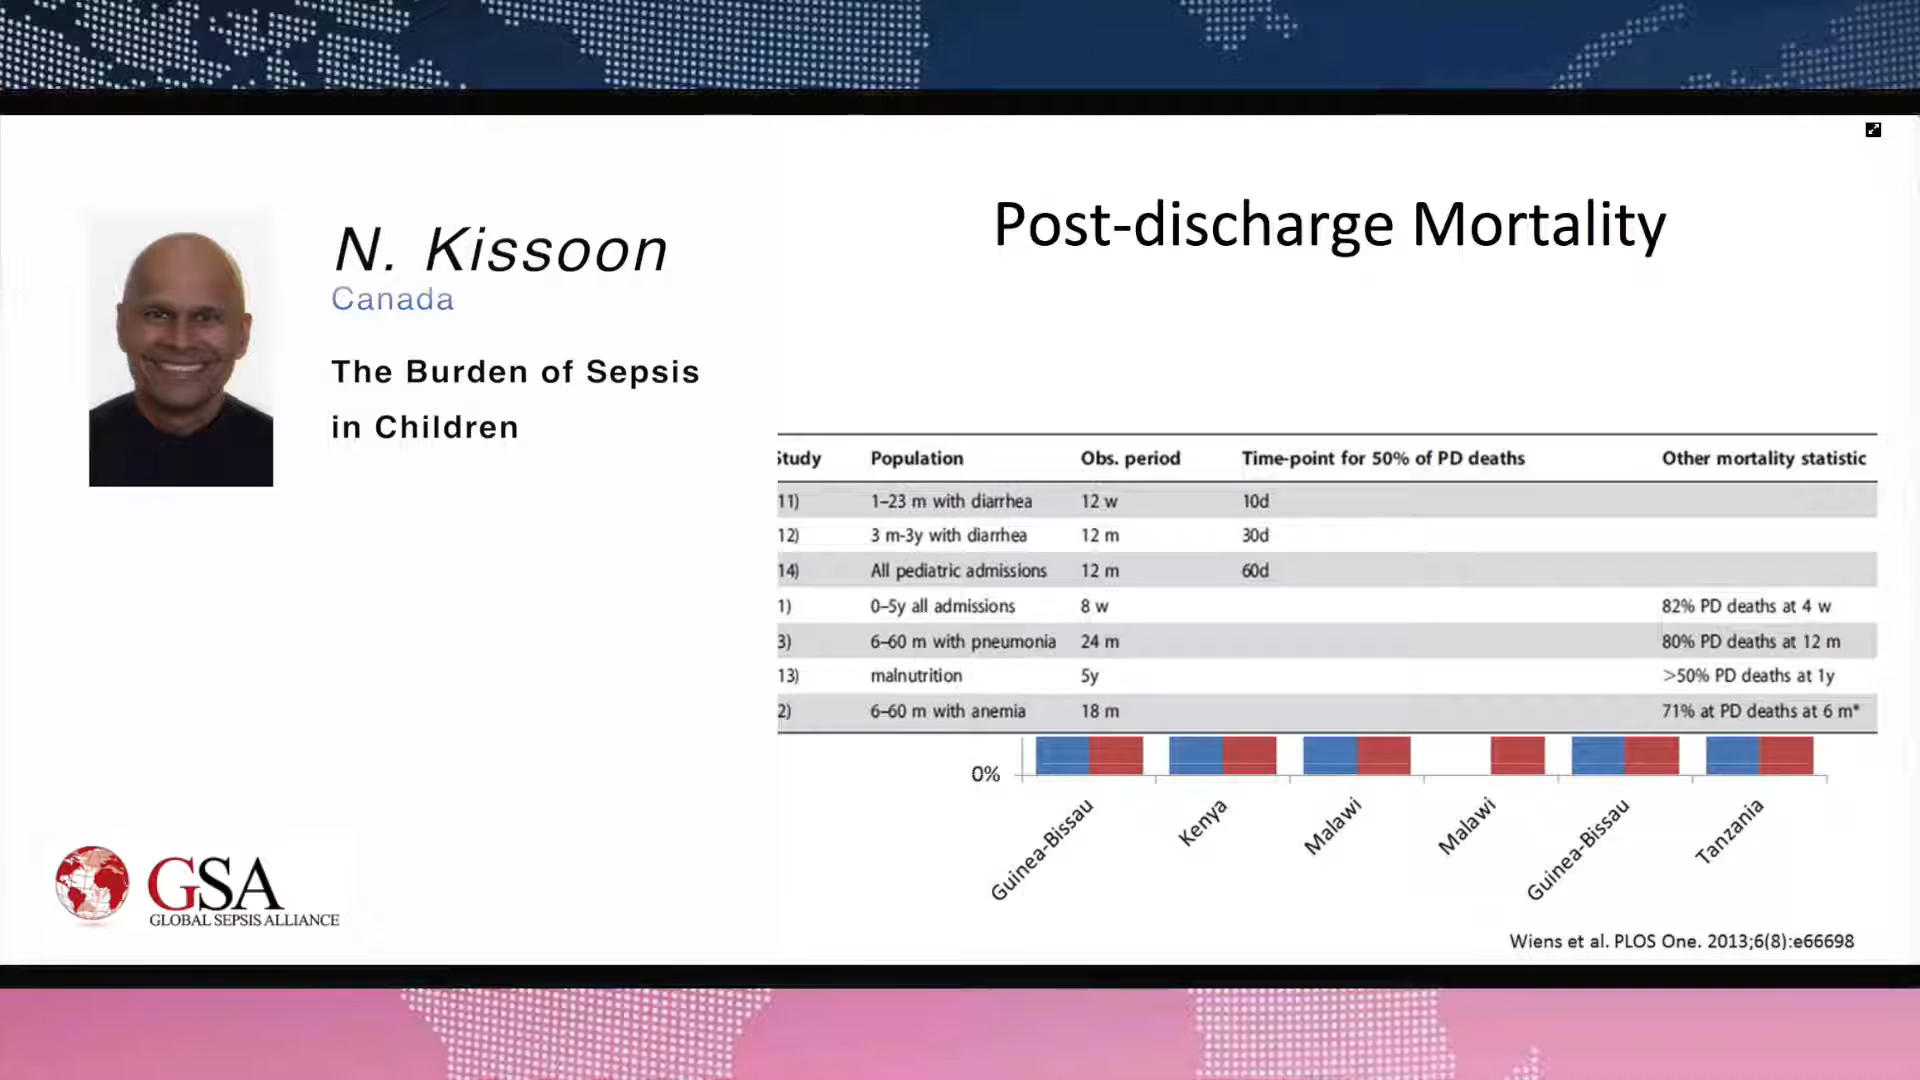 N. Kissoon
Canada
The Burden of Sepsis
in Children
Post-discharge Mortality
Study Population Obs. period Time-point for 50% of PD deaths Other mortality statistic
11) 1–23 m with diarrhea 12 w 10d
12) 3 m-3y with diarrhea 12 m 30d
14) All pediatric admissions 12 m 60d
1) 0–5y all admissions 8 w 82% PD deaths at 4 w
3) 6–60 m with pneumonia 24 m 80% PD deaths at 12 m
13) malnutrition 5y >50% PD deaths at 1y
2) 6–60 m with anemia 18 m 71% at PD deaths at 6 m*
0%
Guinea-Bissau Kenya Malawi Malawi Guinea-Bissau Tanzania
Wiens et al. PLOS One. 2013;6(8):e66698
GSA
GLOBAL SEPSIS ALLIANCE